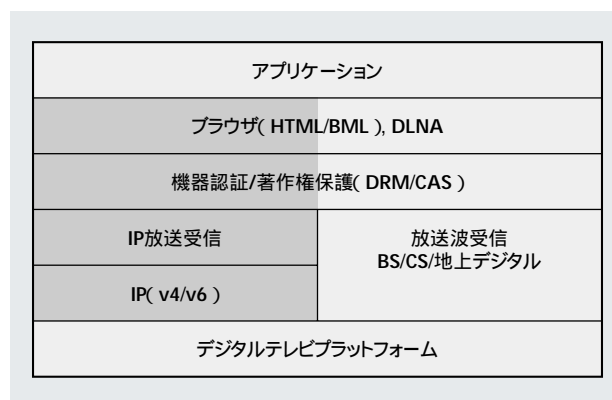 アプリケーション
ブラウザ( HTML/BML ), DLNA
機器認証/著作権保護( DRM/CAS )
IP放送受信
放送波受信
BS/CS/地上デジタル
IP( v4/v6 )
デジタルテレビプラットフォーム